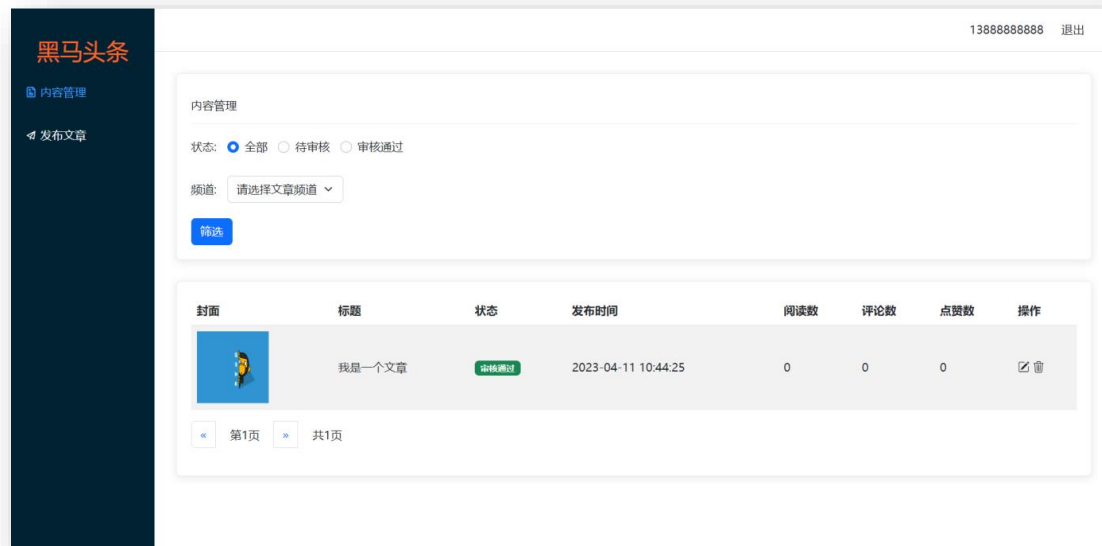 13888888888 退出
黑马头条
内容管理
发布文章
内容管理
状态: 全部 待审核 审核通过
频道: 请选择文章频道
筛选
封面 标题 状态 发布时间 阅读数 评论数 点赞数 操作
我是一个文章 审核通过 2023-04-11 10:44:25 0 0 0
« 第1页 » 共1页